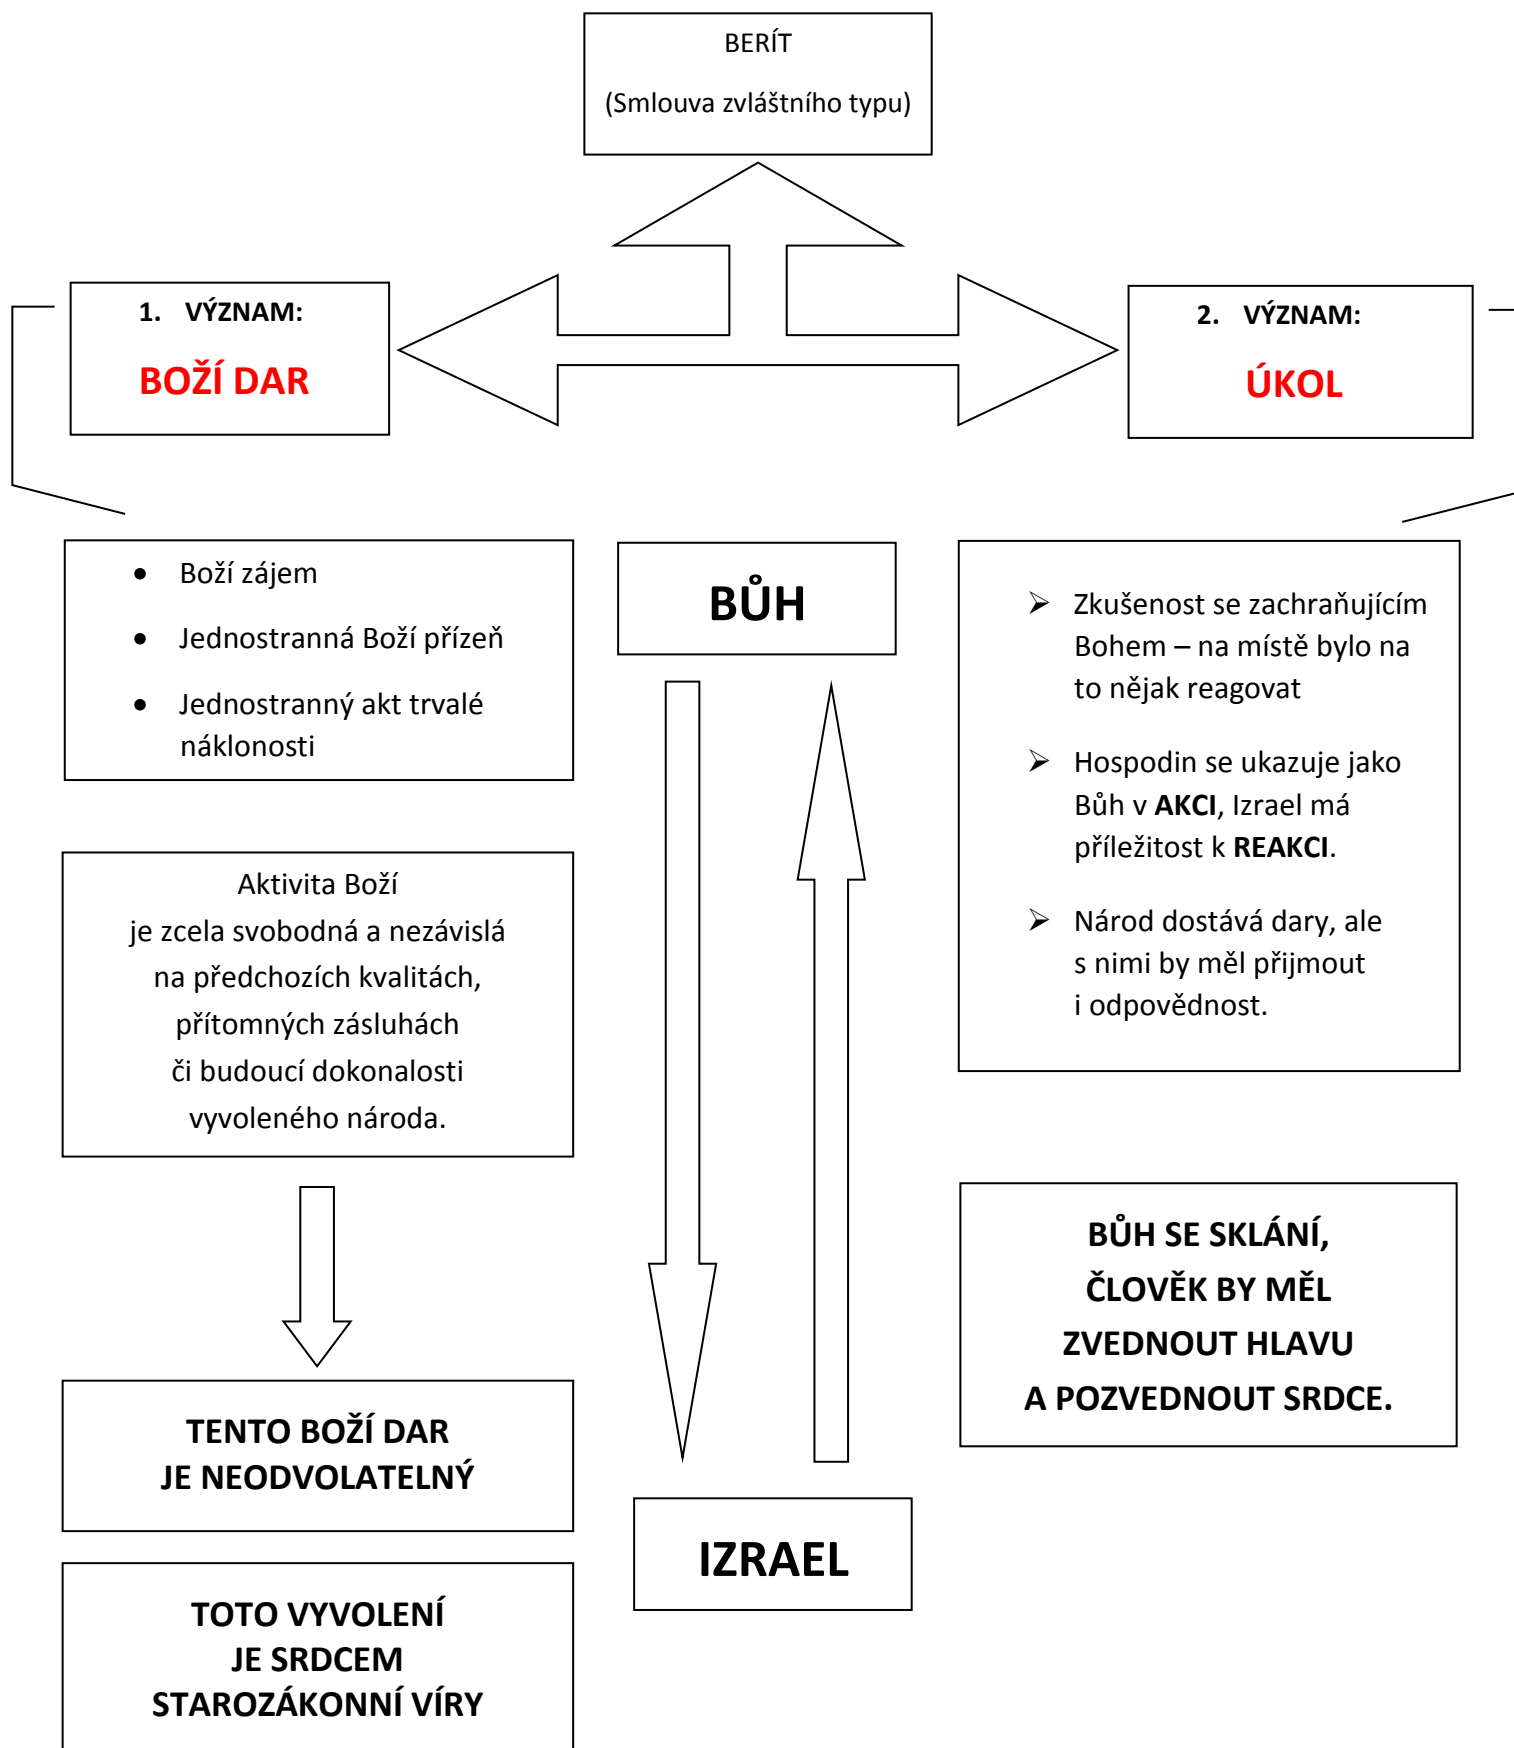 BERÍT
(Smlouva zvláštního typu)
1. VÝZNAM:
BOŽÍ DAR
2. VÝZNAM:
ÚKOL
• Boží zájem
• Jednostranná Boží přízeň
• Jednostranný akt trvalé
náklonosti
BŮH
➢ Zkušenost se zachraňujícím
Bohem – na místě bylo na
to nějak reagovat
➢ Hospodin se ukazuje jako
Bůh v AKCI, Izrael má
příležitost k REAKCI.
➢ Národ dostává dary, ale
s nimi by měl přijmout
i odpovědnost.
Aktivita Boží
je zcela svobodná a nezávislá
na předchozích kvalitách,
přítomných zásluhách
či budoucí dokonalosti
vyvoleného národa.
BŮH SE SKLÁNÍ,
ČLOVĚK BY MĚL
ZVEDNOUT HLAVU
A POZVEDNOUT SRDCE.
TENTO BOŽÍ DAR
JE NEODVOLATELNÝ
IZRAEL
TOTO VYVOLENÍ
JE SRDCEM
STAROZÁKONNÍ VÍRY